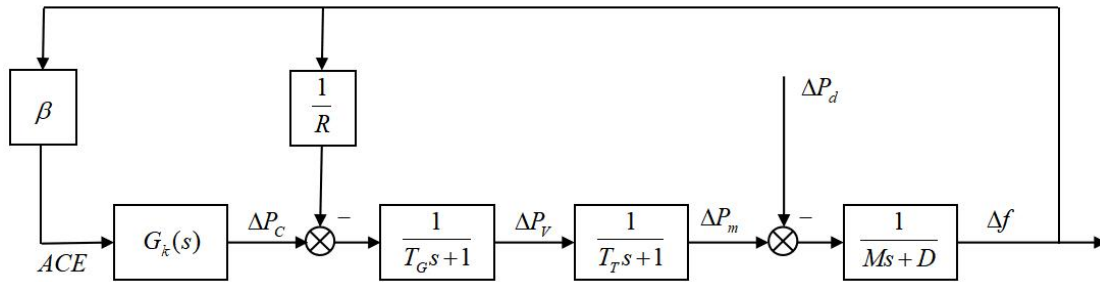 β
1
R
ΔP_d
G_k(s)
ΔP_C
−
1
T_G s+1
ΔP_V
1
T_T s+1
ΔP_m
−
1
Ms+D
Δf
ACE